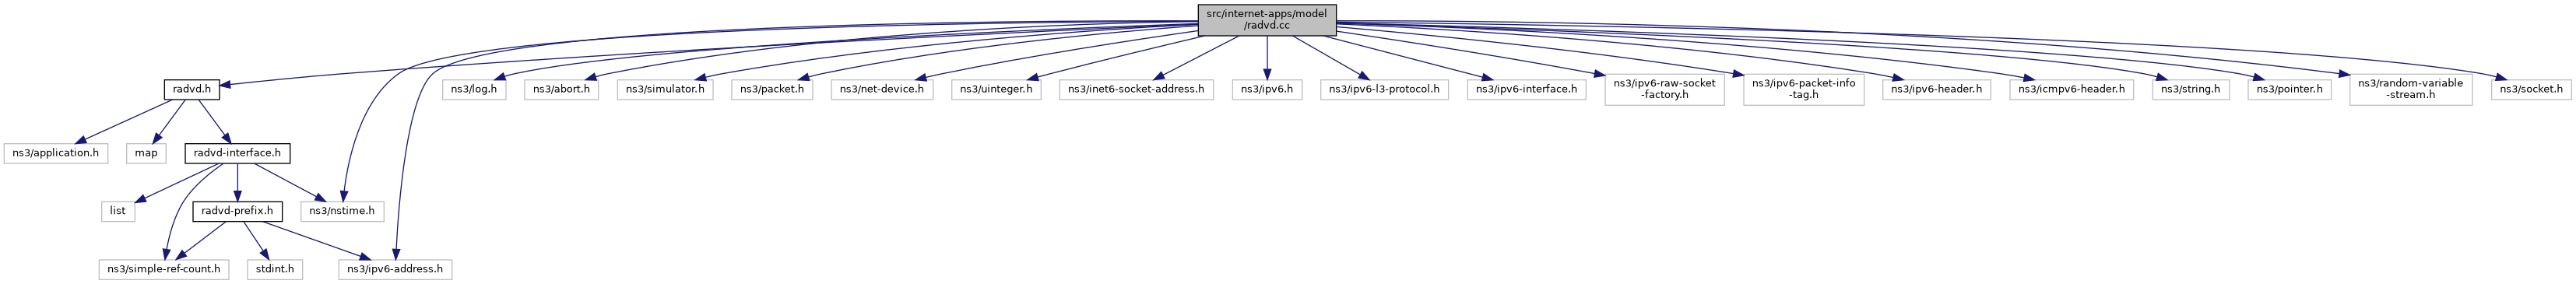 src/internet-apps/model
/radvd.cc
radvd.h
ns3/log.h
ns3/abort.h
ns3/simulator.h
ns3/packet.h
ns3/net-device.h
ns3/uinteger.h
ns3/inet6-socket-address.h
ns3/ipv6.h
ns3/ipv6-l3-protocol.h
ns3/ipv6-interface.h
ns3/ipv6-raw-socket
-factory.h
ns3/ipv6-packet-info
-tag.h
ns3/ipv6-header.h
ns3/icmpv6-header.h
ns3/string.h
ns3/pointer.h
ns3/random-variable
-stream.h
ns3/socket.h
ns3/application.h
map
radvd-interface.h
list
radvd-prefix.h
ns3/nstime.h
ns3/simple-ref-count.h
stdint.h
ns3/ipv6-address.h